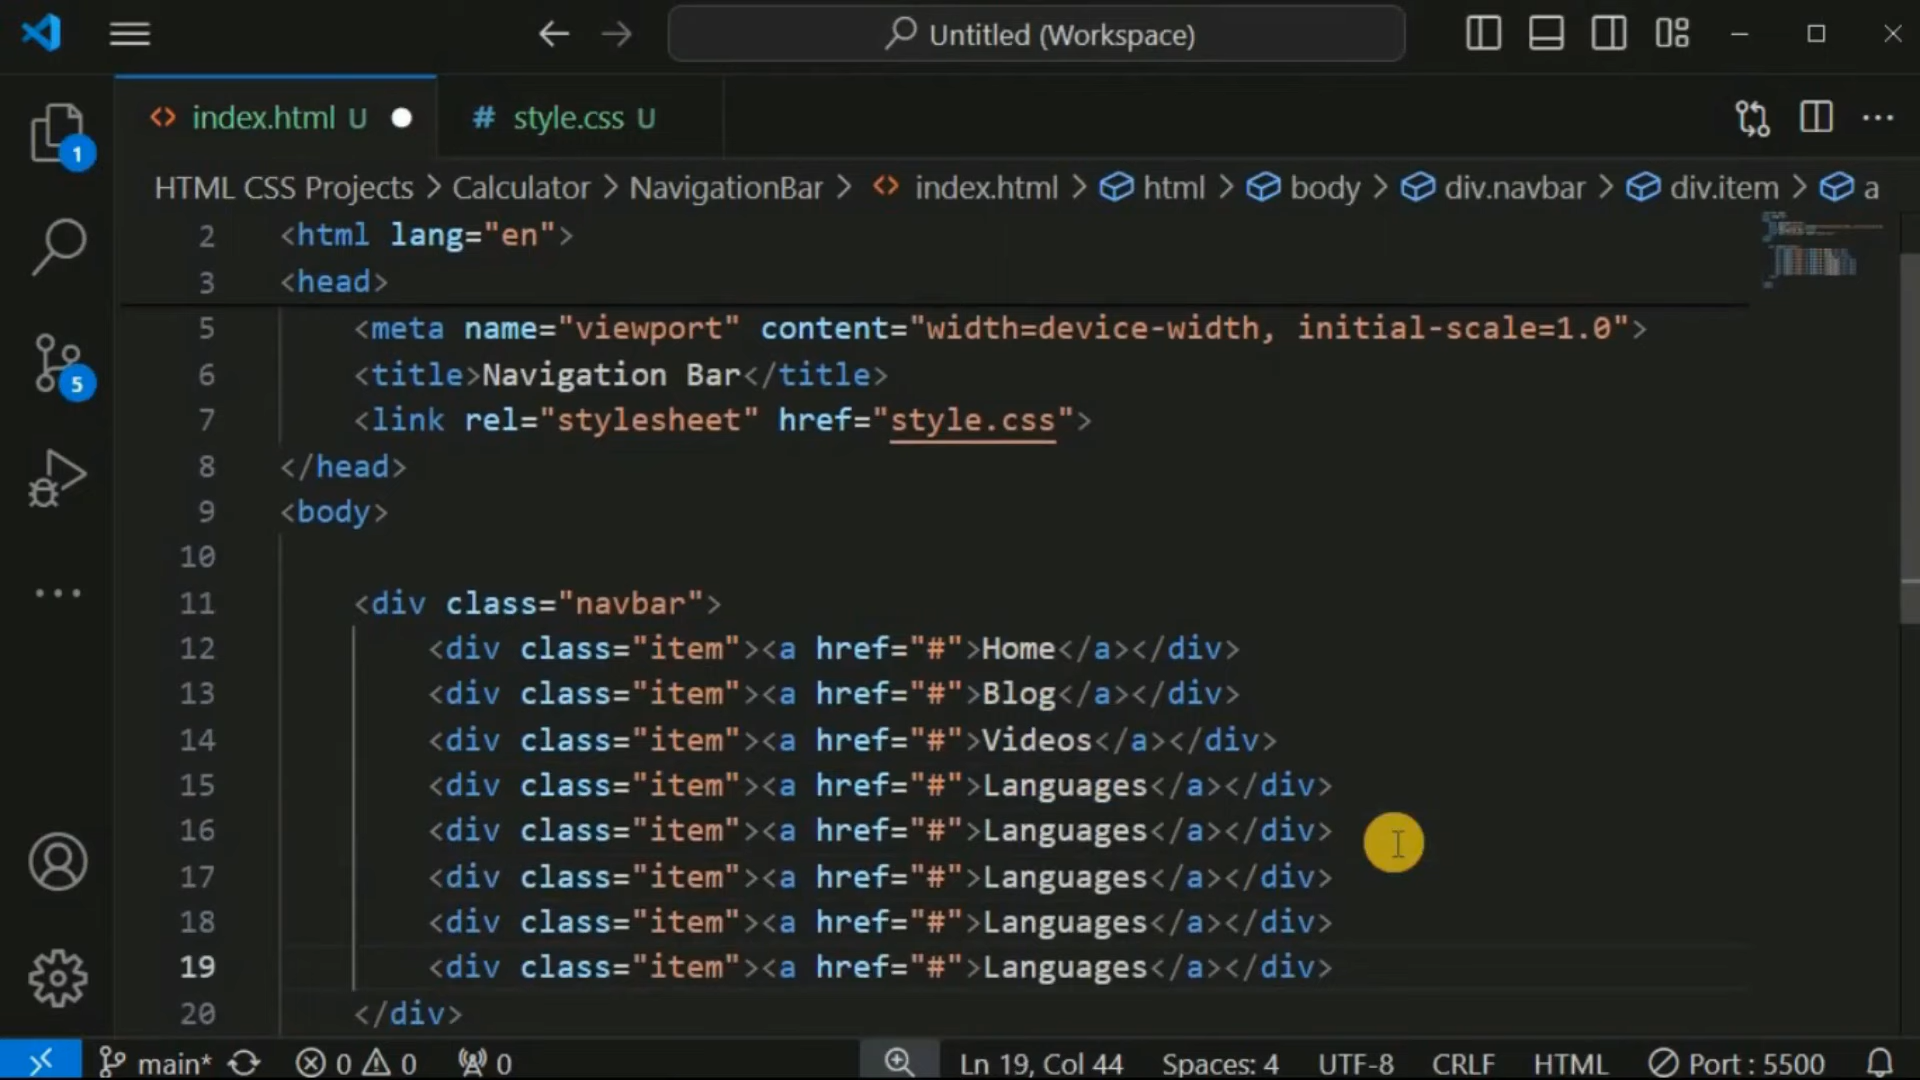 Untitled (Workspace)
index.html U
# style.css U
HTML CSS Projects > Calculator > NavigationBar > <> index.html > html > body > div.navbar > div.item > a
2 <html lang="en">
3 <head>
5 <meta name="viewport" content="width=device-width, initial-scale=1.0">
6 <title>Navigation Bar</title>
7 <link rel="stylesheet" href="style.css">
8 </head>
9 <body>
10
11 <div class="navbar">
12 <div class="item"><a href="#">Home</a></div>
13 <div class="item"><a href="#">Blog</a></div>
14 <div class="item"><a href="#">Videos</a></div>
15 <div class="item"><a href="#">Languages</a></div>
16 <div class="item"><a href="#">Languages</a></div>
17 <div class="item"><a href="#">Languages</a></div>
18 <div class="item"><a href="#">Languages</a></div>
19 <div class="item"><a href="#">Languages</a></div>
20 </div>
1
5
main* 0 0 0 Ln 19, Col 44 Spaces: 4 UTF-8 CRLF HTML Port : 5500